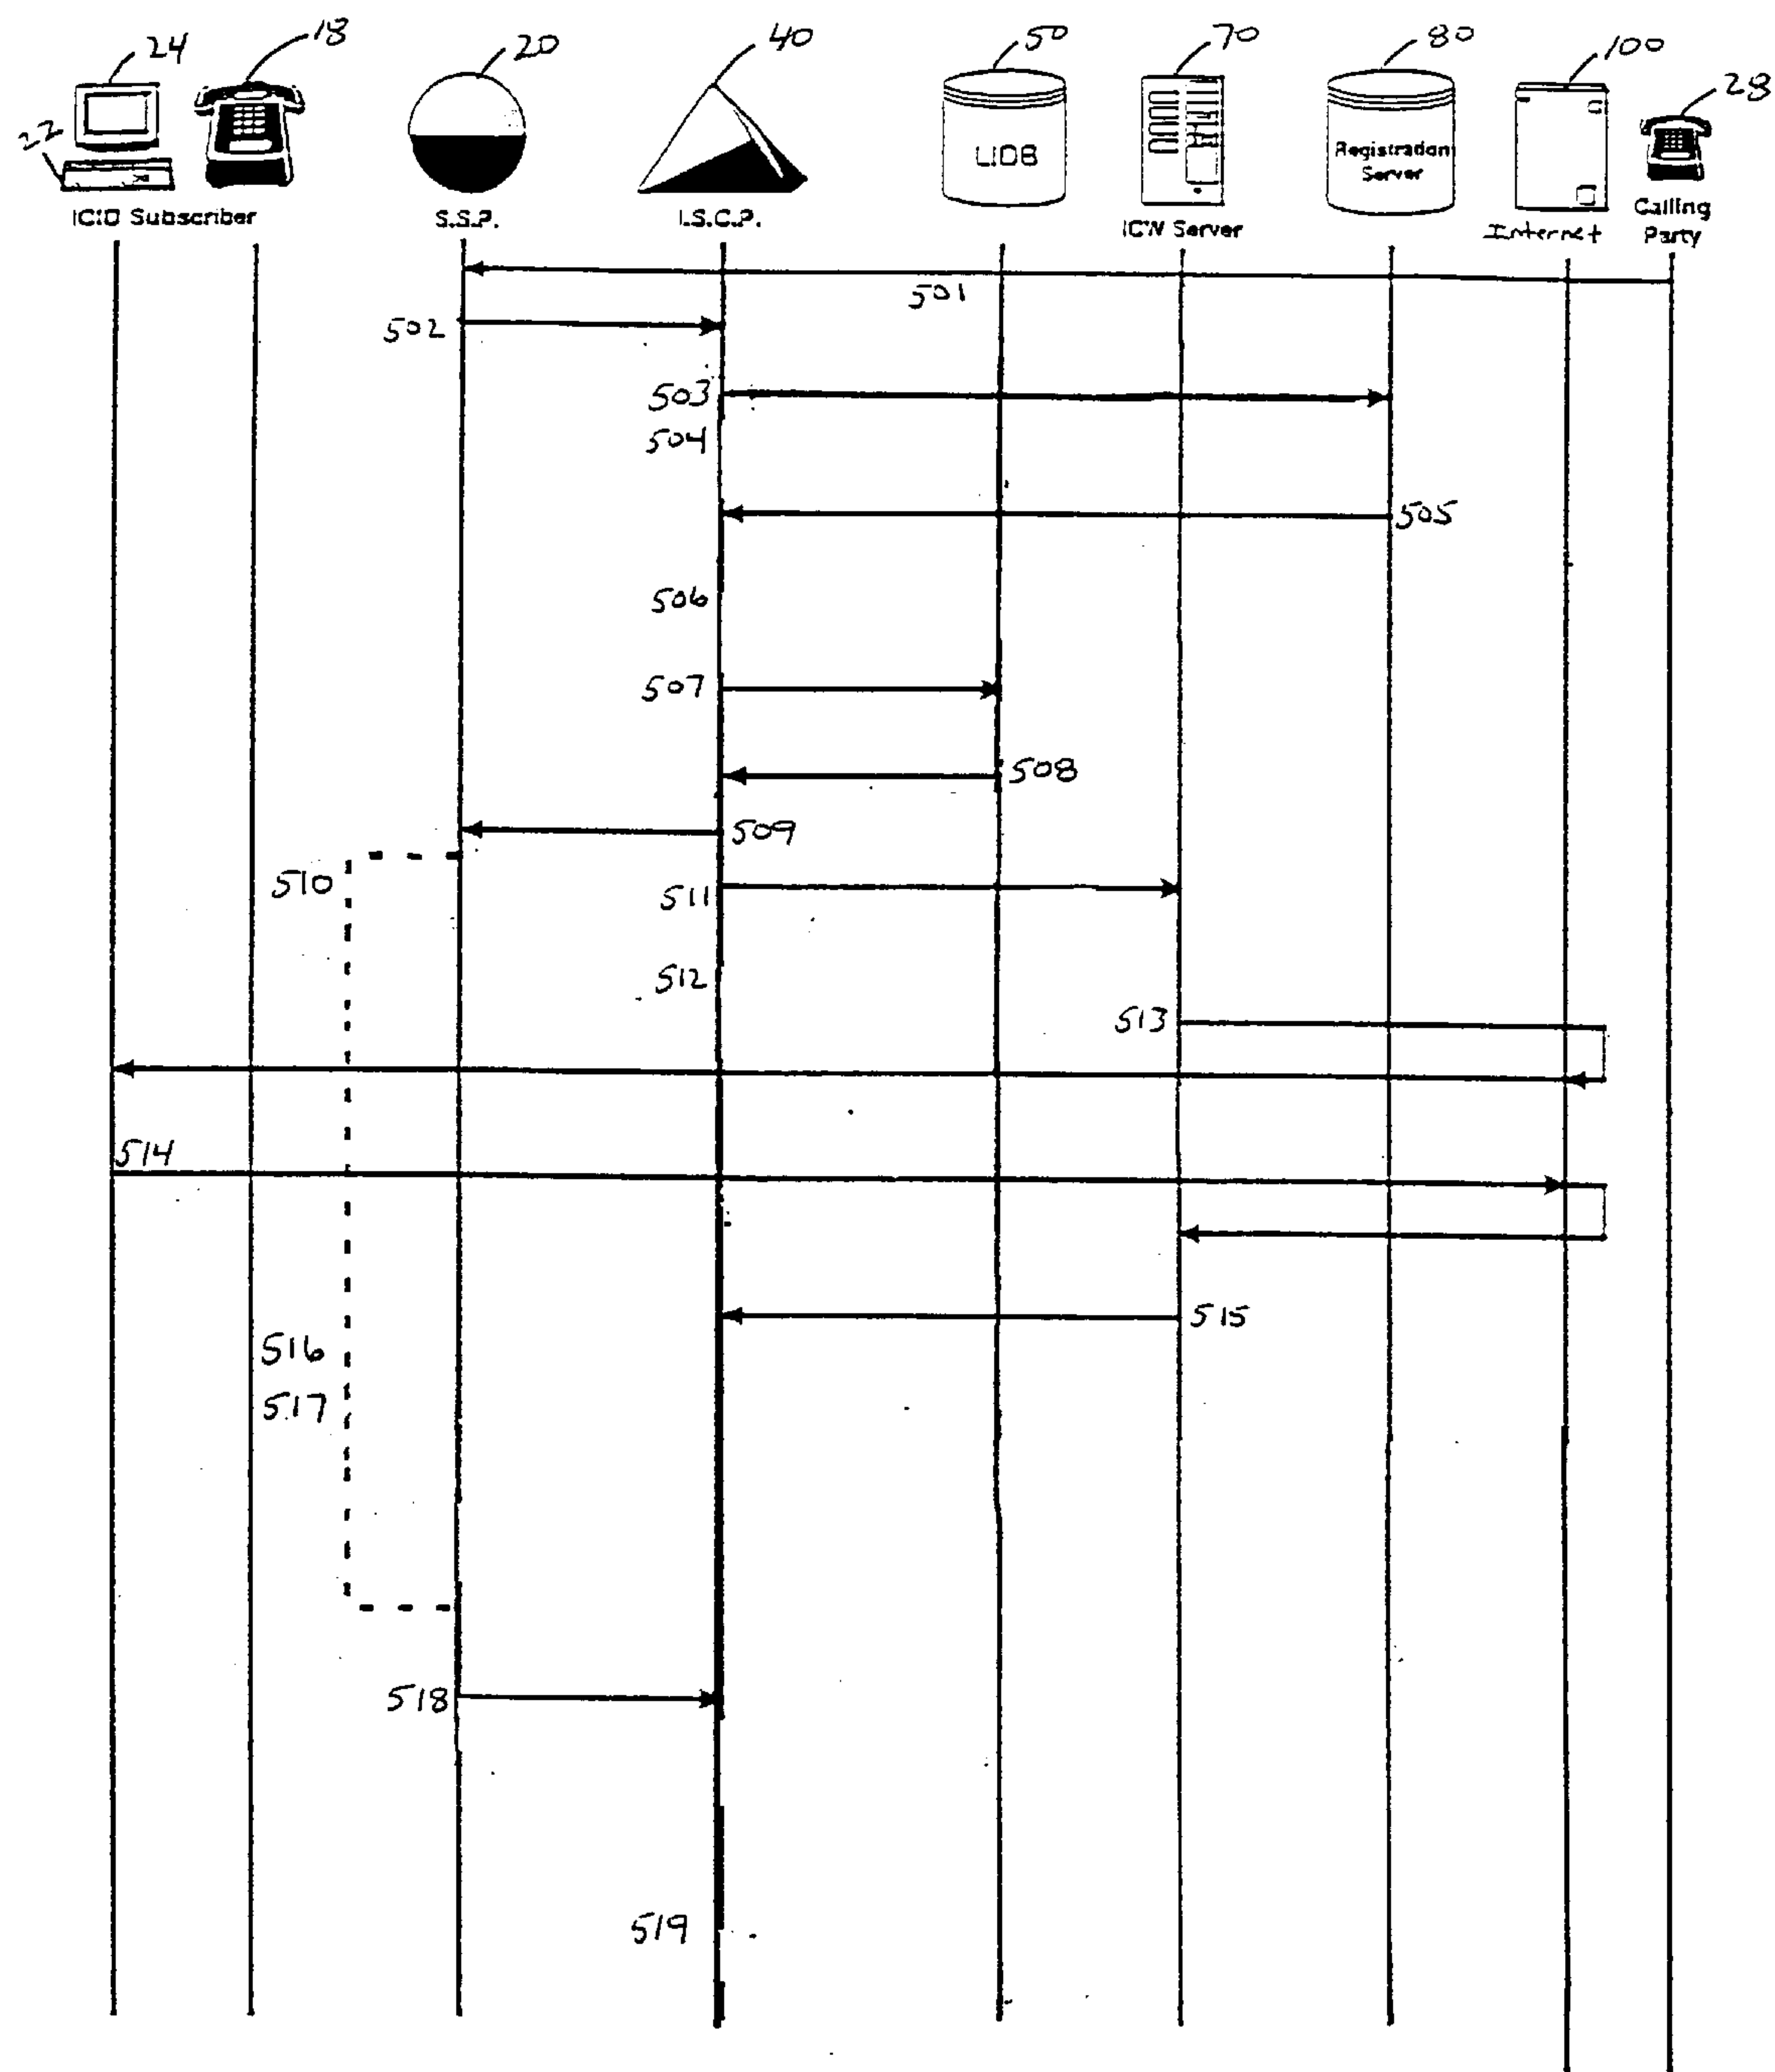 24
18
20
40
50
70
80
100
28
22
LIDB
Registration
Server
ICID Subscriber
S.S.P.
I.S.C.P.
ICW Server
Internet
Calling
Party
501
502
503
504
505
506
507
508
509
510
511
512
513
514
515
516
517
518
519